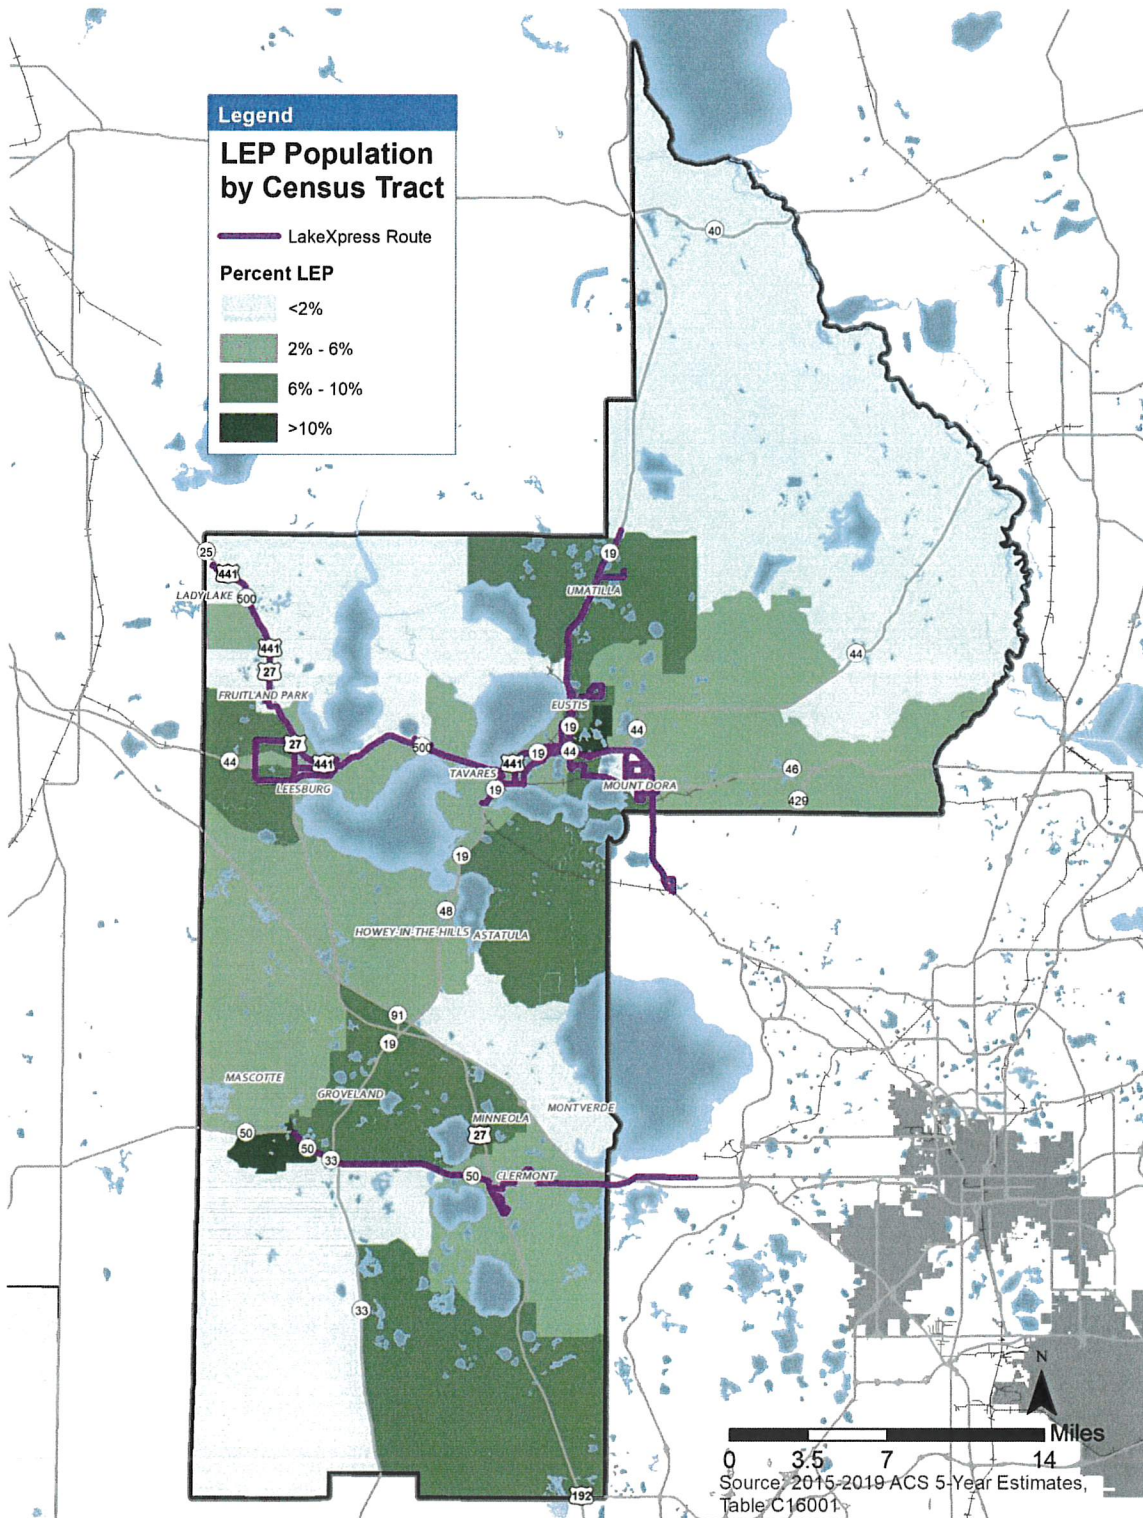 Legend
LEP Population
by Census Tract
LakeXpress Route
Percent LEP
<2%
2% - 6%
6% - 10%
>10%
40
25
441
LADY LAKE
500
19
UMATILLA
441
27
44
FRUITLAND PARK
EUSTIS
19
44
27
44
441
LEESBURG
500
TAVARES
441
19
44
19
46
MOUNT DORA
429
19
48
HOWEY-IN-THE-HILLS
ASTATULA
91
19
MASCOTTE
GROVELAND
MINNEOLA
MONTVERDE
50
50
33
27
50
CLERMONT
33
192
N
Miles
0 3.5 7 14
Source: 2015-2019 ACS 5-Year Estimates,
Table C16001